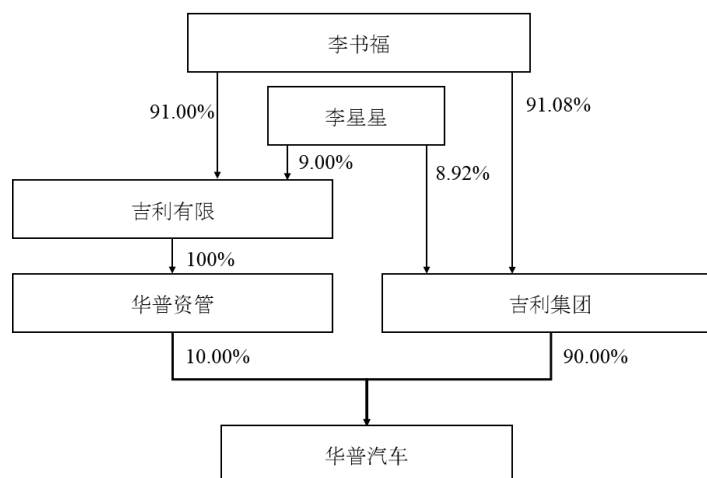 李书福
91.00%
李星星
91.08%
9.00%
8.92%
吉利有限
100%
华普资管
吉利集团
10.00%
90.00%
华普汽车